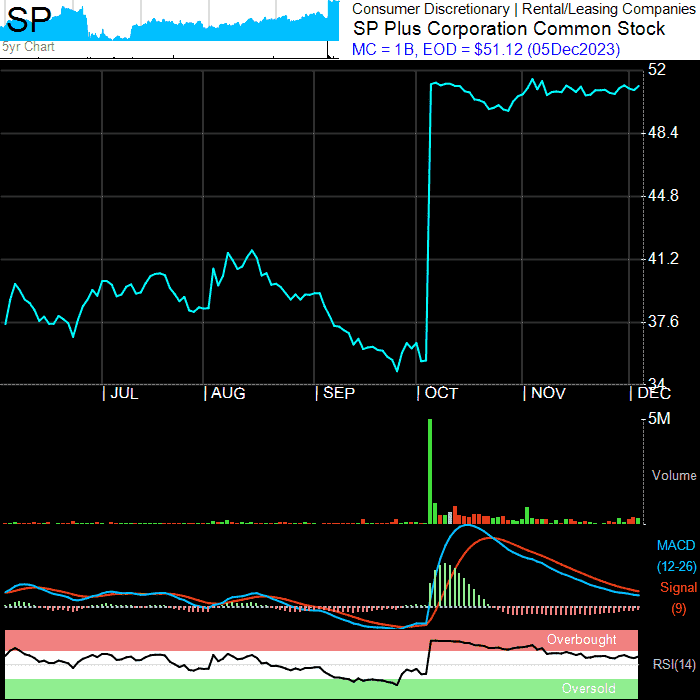 SP
5yr Chart
Consumer Discretionary | Rental/Leasing Companies
SP Plus Corporation Common Stock
MC = 1B, EOD = $51.12 (05Dec2023)
52
48.4
44.8
41.2
37.6
34
JUL
AUG
SEP
OCT
NOV
DEC
5M
Volume
MACD
(12-26)
Signal
(9)
Overbought
RSI(14)
Oversold